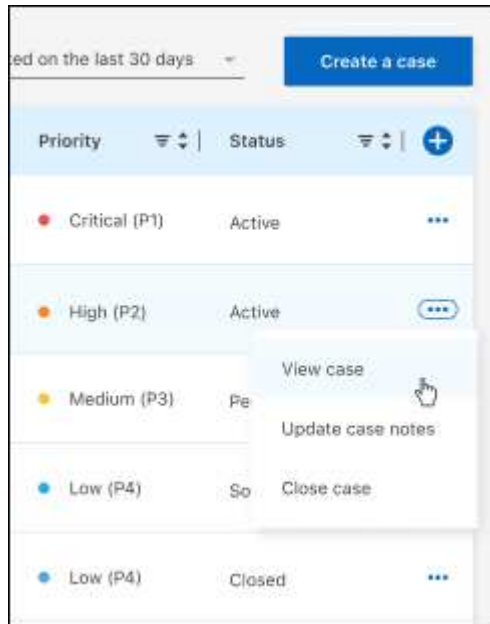 ted on the last 30 days
Create a case
Priority Status
Critical (P1) Active
High (P2) Active
View case
Medium (P3) Pe
Update case notes
Low (P4) So Close case
Low (P4) Closed